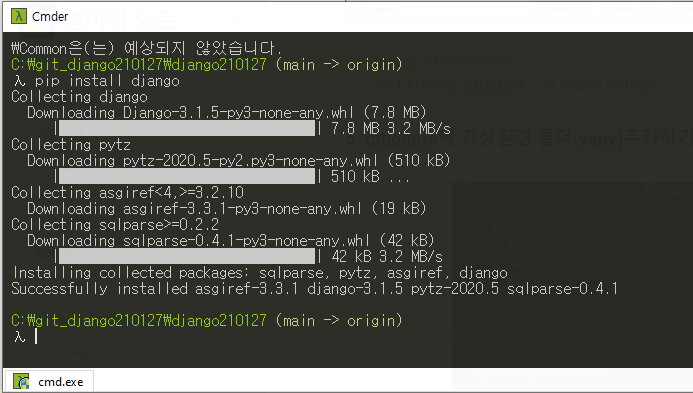 Cmder
₩Common은(는) 예상되지 않았습니다.
C:₩git_django210127₩django210127 (main -> origin)
λ pip install django
Collecting django
Downloading Django-3.1.5-py3-none-any.whl (7.8 MB)
| | 7.8 MB 3.2 MB/s
Collecting pytz
Downloading pytz-2020.5-py2.py3-none-any.whl (510 kB)
| | 510 kB ...
Collecting asgiref<4,>=3.2.10
Downloading asgiref-3.3.1-py3-none-any.whl (19 kB)
Collecting sqlparse>=0.2.2
Downloading sqlparse-0.4.1-py3-none-any.whl (42 kB)
| | 42 kB 3.2 MB/s
Installing collected packages: sqlparse, pytz, asgiref, django
Successfully installed asgiref-3.3.1 django-3.1.5 pytz-2020.5 sqlparse-0.4.1
C:₩git_django210127₩django210127 (main -> origin)
λ
cmd.exe